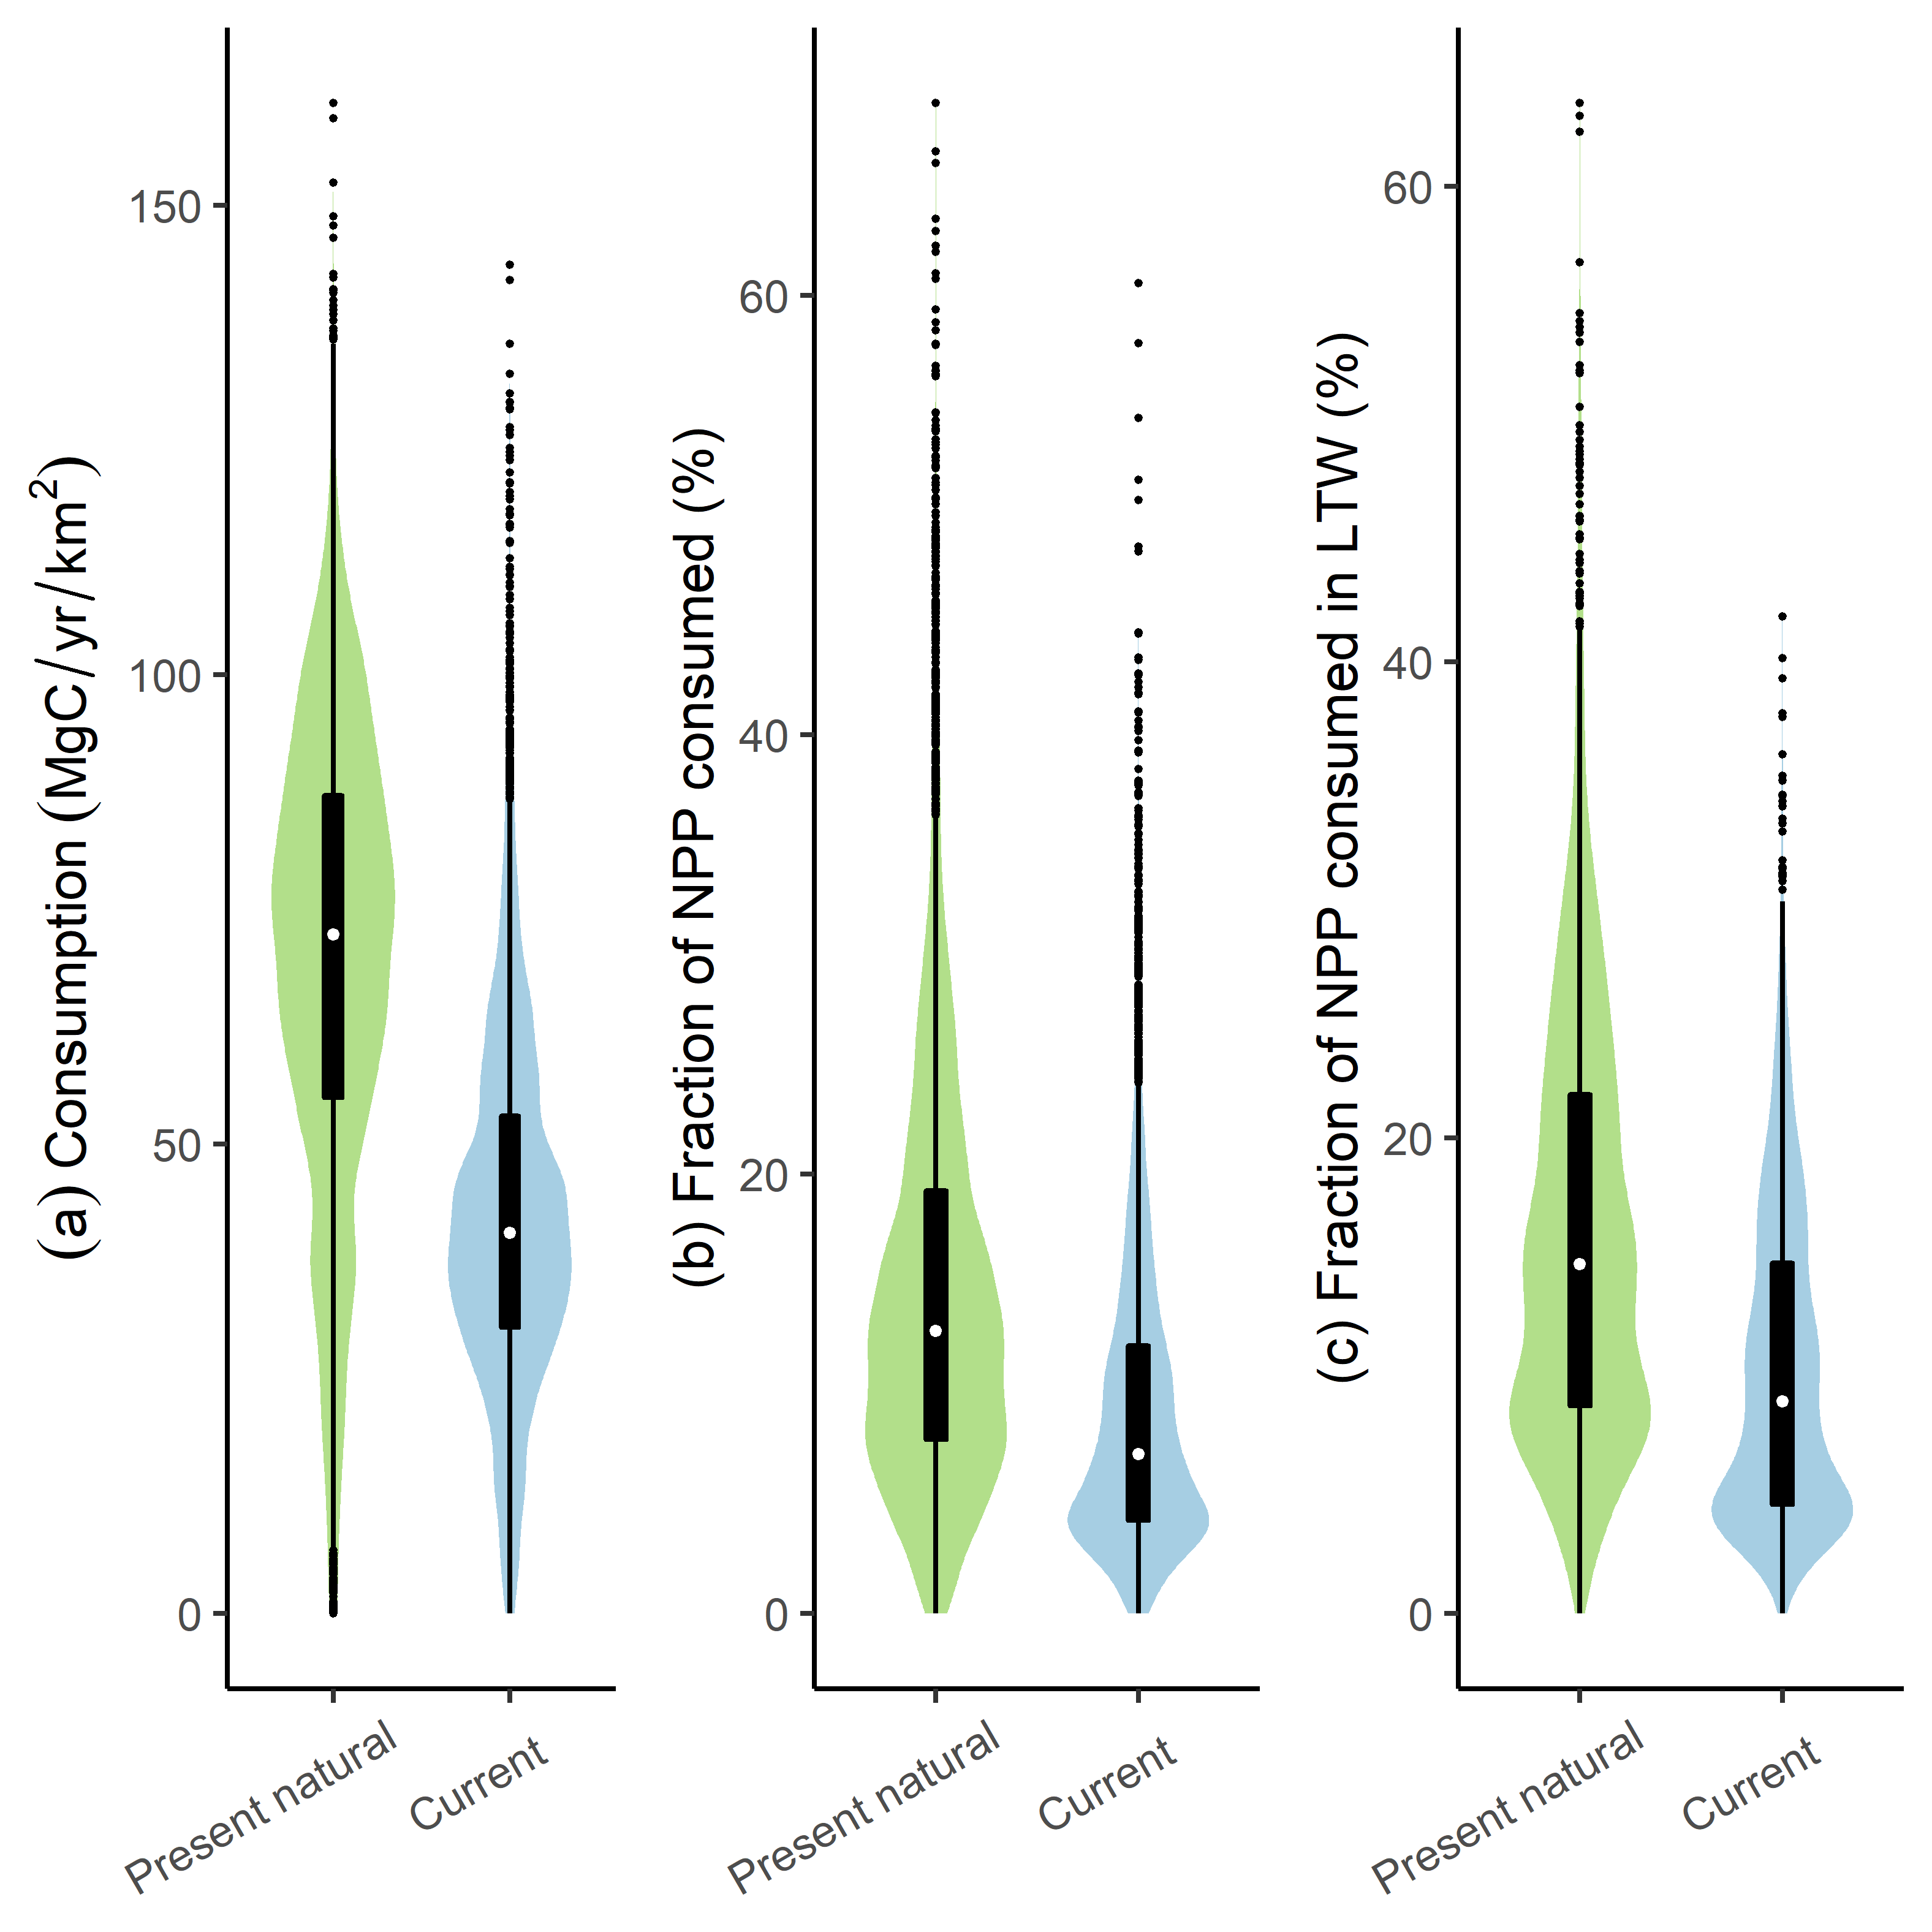 (a) Consumption (MgC/yr/km²)
150
100
50
0
Present natural
Current
(b) Fraction of NPP consumed (%)
60
40
20
0
Present natural
Current
(c) Fraction of NPP consumed in LTW (%)
60
40
20
0
Present natural
Current